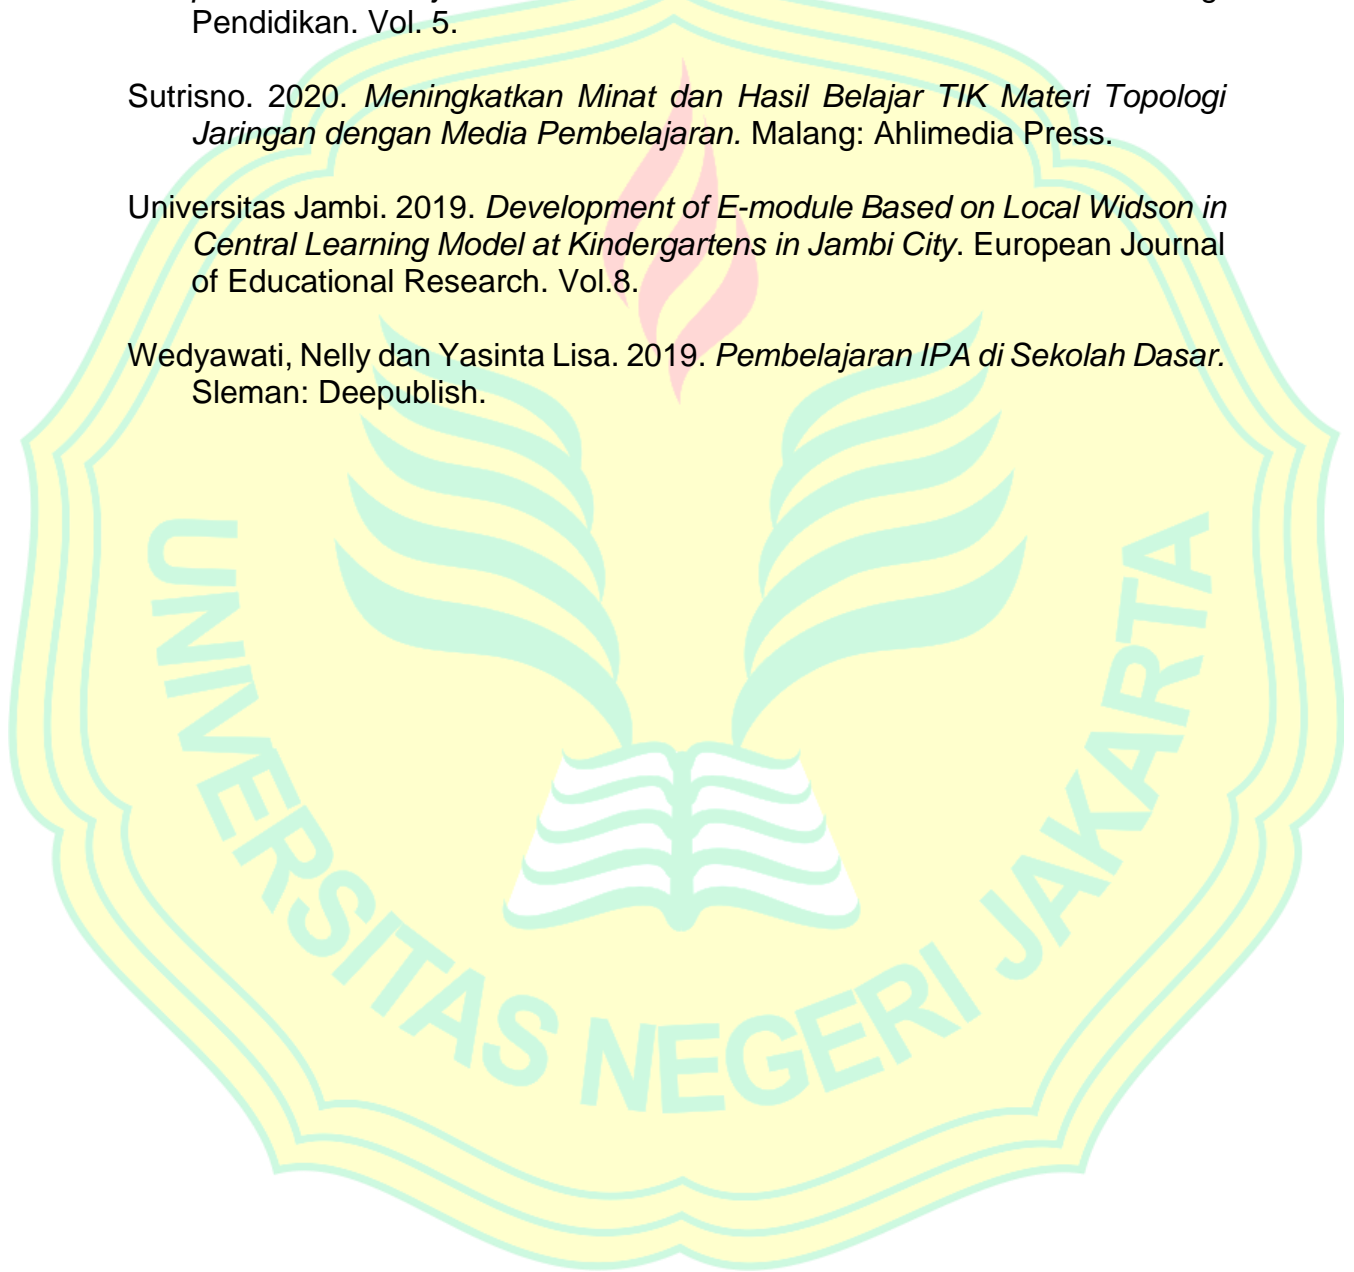 Pendidikan. Vol. 5.
Sutrisno. 2020. Meningkatkan Minat dan Hasil Belajar TIK Materi Topologi
Jaringan dengan Media Pembelajaran. Malang: Ahlimedia Press.
Universitas Jambi. 2019. Development of E-module Based on Local Widson in
Central Learning Model at Kindergartens in Jambi City. European Journal
of Educational Research. Vol.8.
Wedyawati, Nelly dan Yasinta Lisa. 2019. Pembelajaran IPA di Sekolah Dasar.
Sleman: Deepublish.
UNIVERSITAS NEGERI JAKARTA